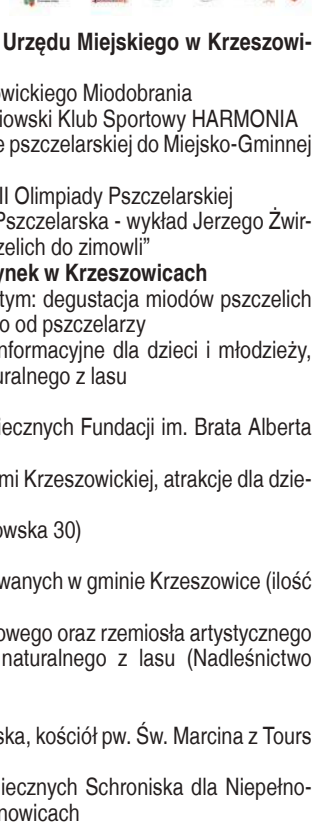 Urzędu Miejskiego w Krzeszowi-
wickiego Miodobrania
iowski Klub Sportowy HARMONIA
e pszczelarskiej do Miejsko-Gminnej
II Olimpiady Pszczelarskiej
Pszczelarska - wykład Jerzego Żwir-
zelich do zimowli”
ynek w Krzeszowicach
tym: degustacja miodów pszczelich
o od pszczelarzy
nformacyjne dla dzieci i młodzieży,
uralnego z lasu
iecznych Fundacji im. Brata Alberta
mi Krzeszowickiej, atrakcje dla dzie-
owska 30)
wanych w gminie Krzeszowice (ilość
owego oraz rzemiosła artystycznego
naturalnego z lasu (Nadleśnictwo
ska, kościół pw. Św. Marcina z Tours
iecznych Schroniska dla Niepełno-
nowicach